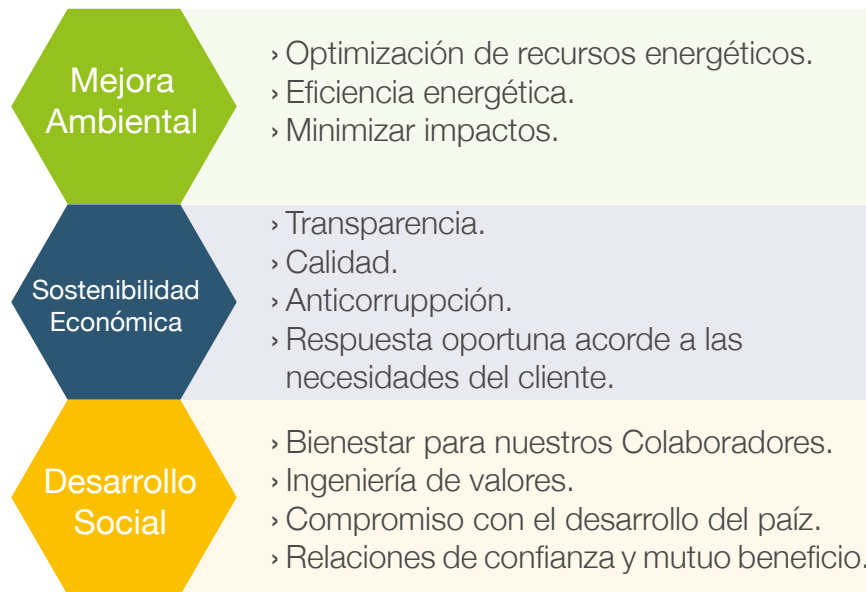 Mejora
Ambiental
› Optimización de recursos energéticos.
› Eficiencia energética.
› Minimizar impactos.
Sostenibilidad
Económica
› Transparencia.
› Calidad.
› Anticorruppción.
› Respuesta oportuna acorde a las
necesidades del cliente.
Desarrollo
Social
› Bienestar para nuestros Colaboradores.
› Ingeniería de valores.
› Compromiso con el desarrollo del paíz.
› Relaciones de confianza y mutuo beneficio.